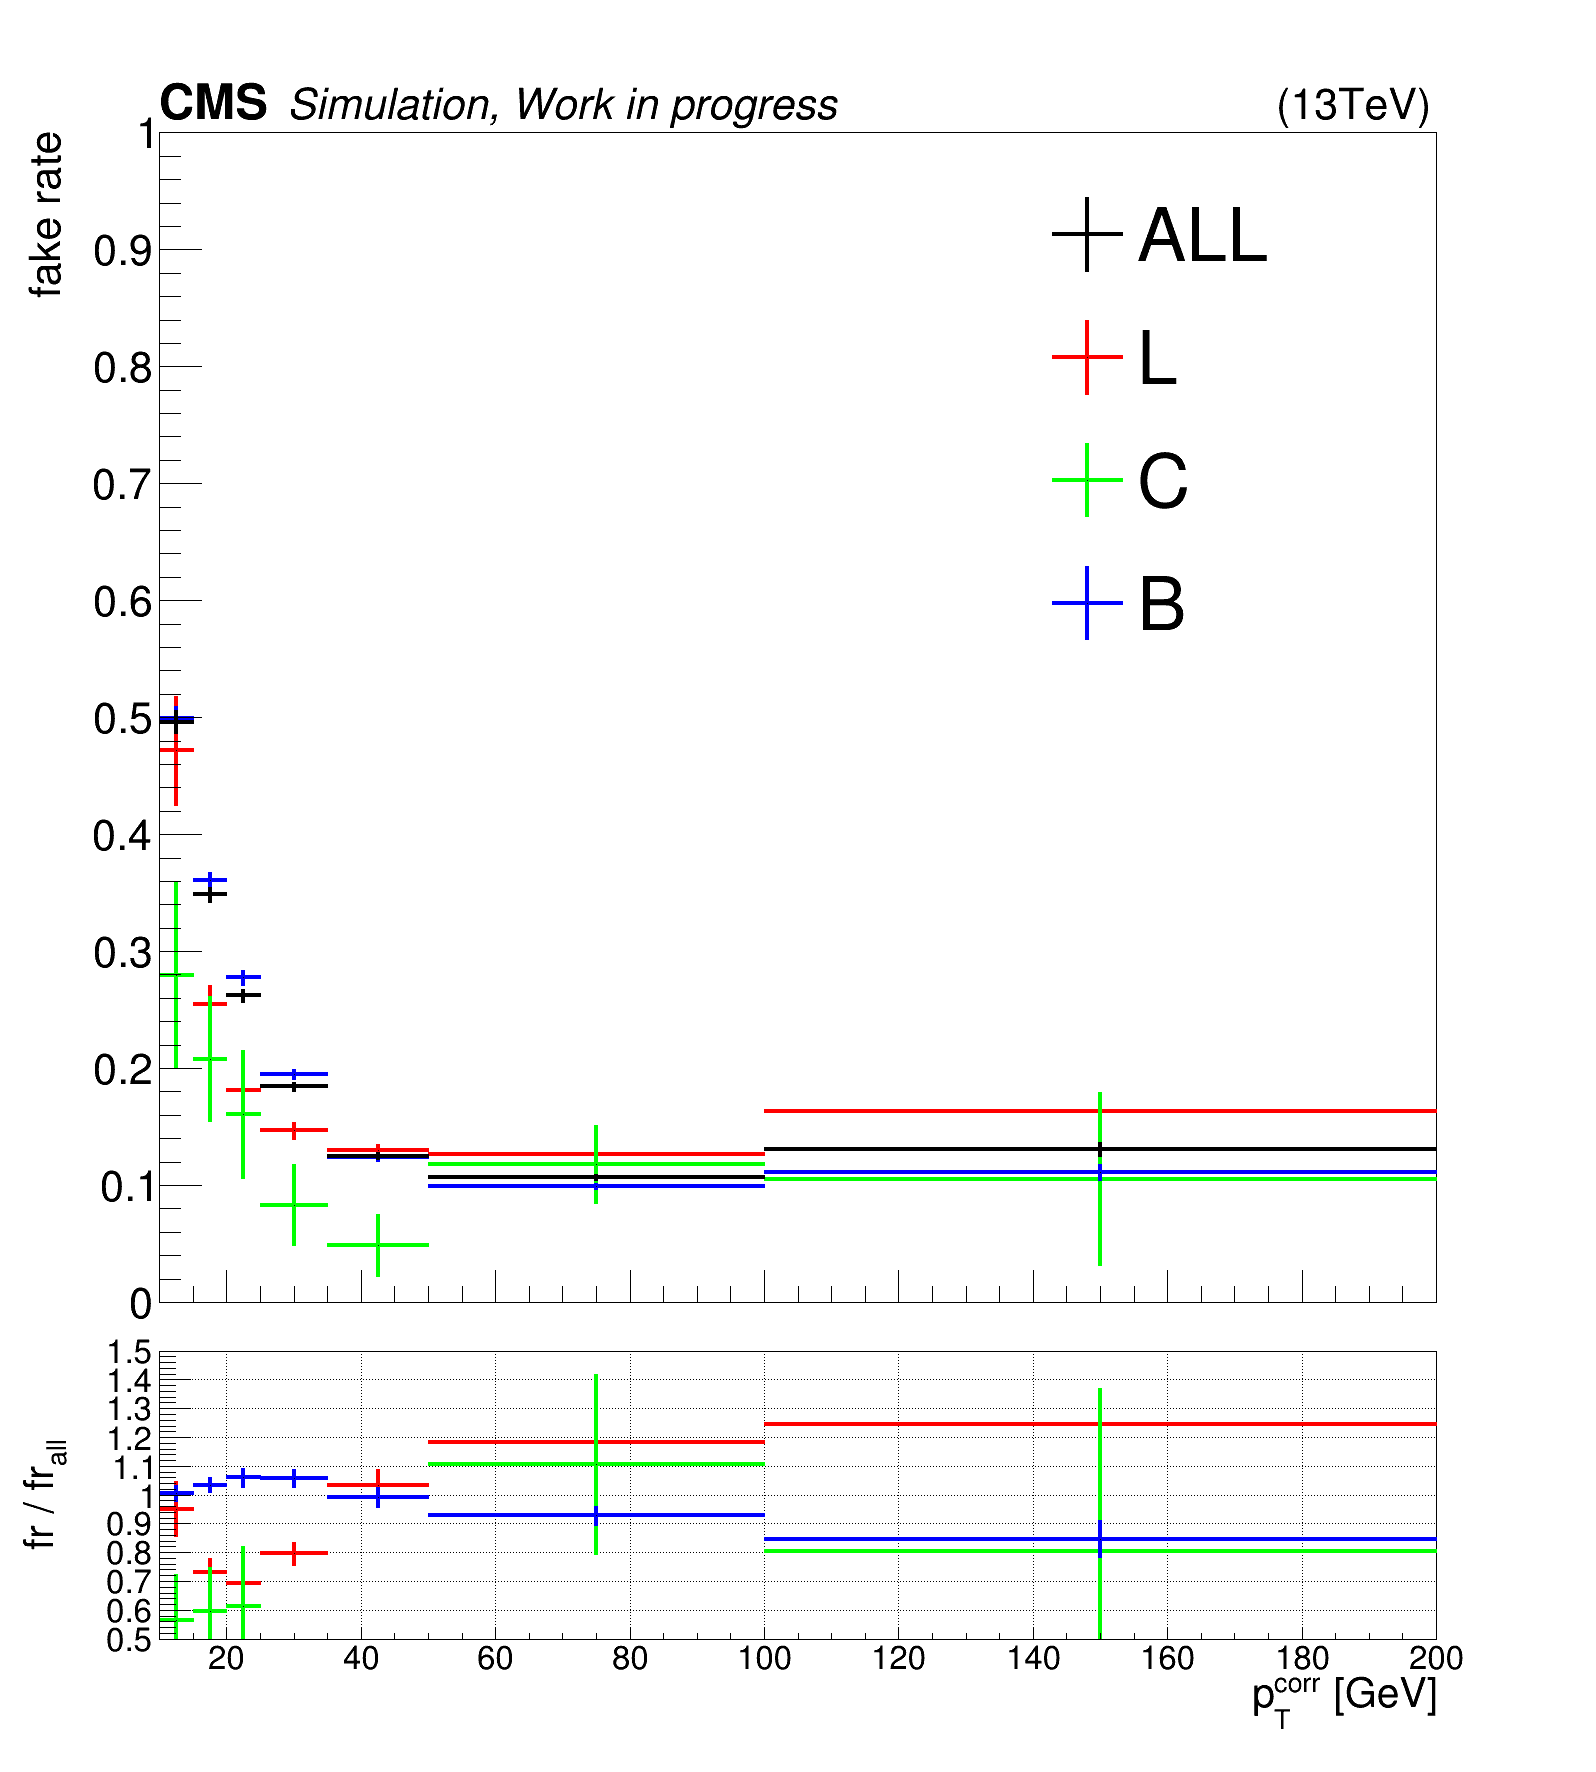 CMS Simulation, Work in progress (13TeV)
fake rate
1
0.9
0.8
0.7
0.6
0.5
0.4
0.3
0.2
0.1
0
ALL
L
C
B
fr / fr_all
1.5
1.4
1.3
1.2
1.1
1
0.9
0.8
0.7
0.6
0.5
20 40 60 80 100 120 140 160 180 200
p_T^corr [GeV]